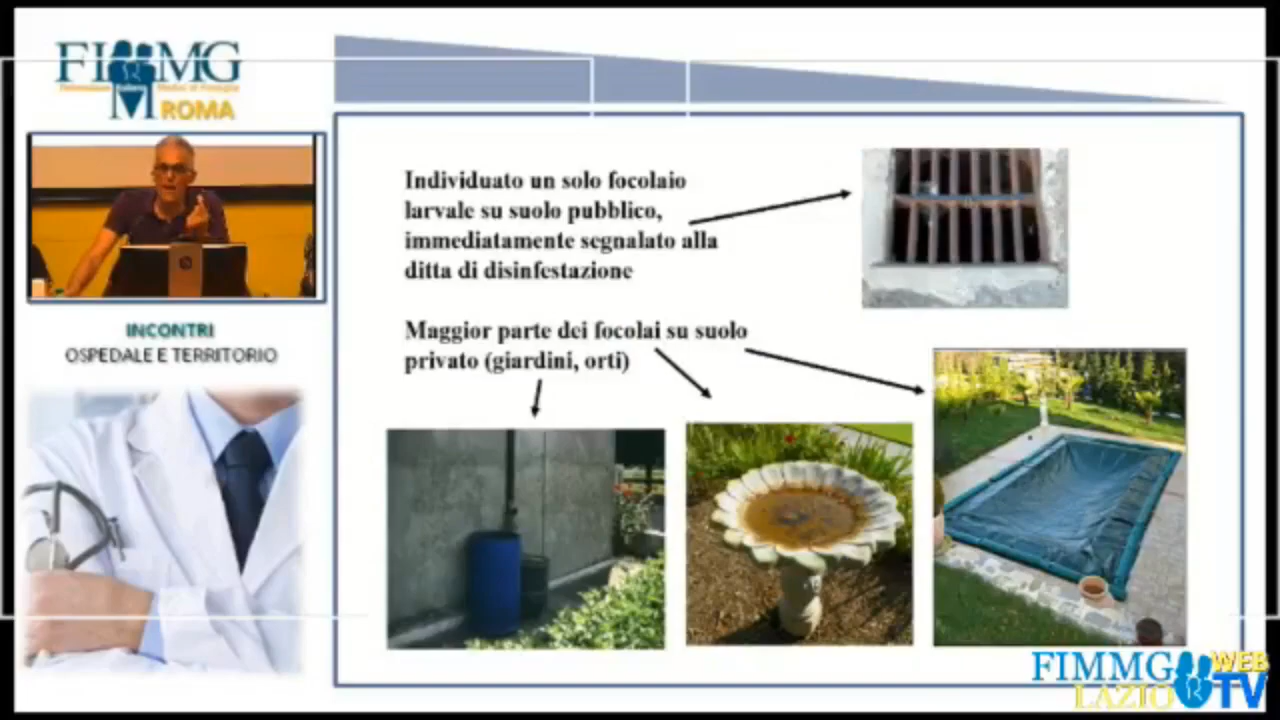 FIMMG
ROMA
INCONTRI
OSPEDALE E TERRITORIO
Individuato un solo focolaio
larvale su suolo pubblico,
immediatamente segnalato alla
ditta di disinfestazione
Maggior parte dei focolai su suolo
privato (giardini, orti)
FIMMG
LAZIO
WEB
TV